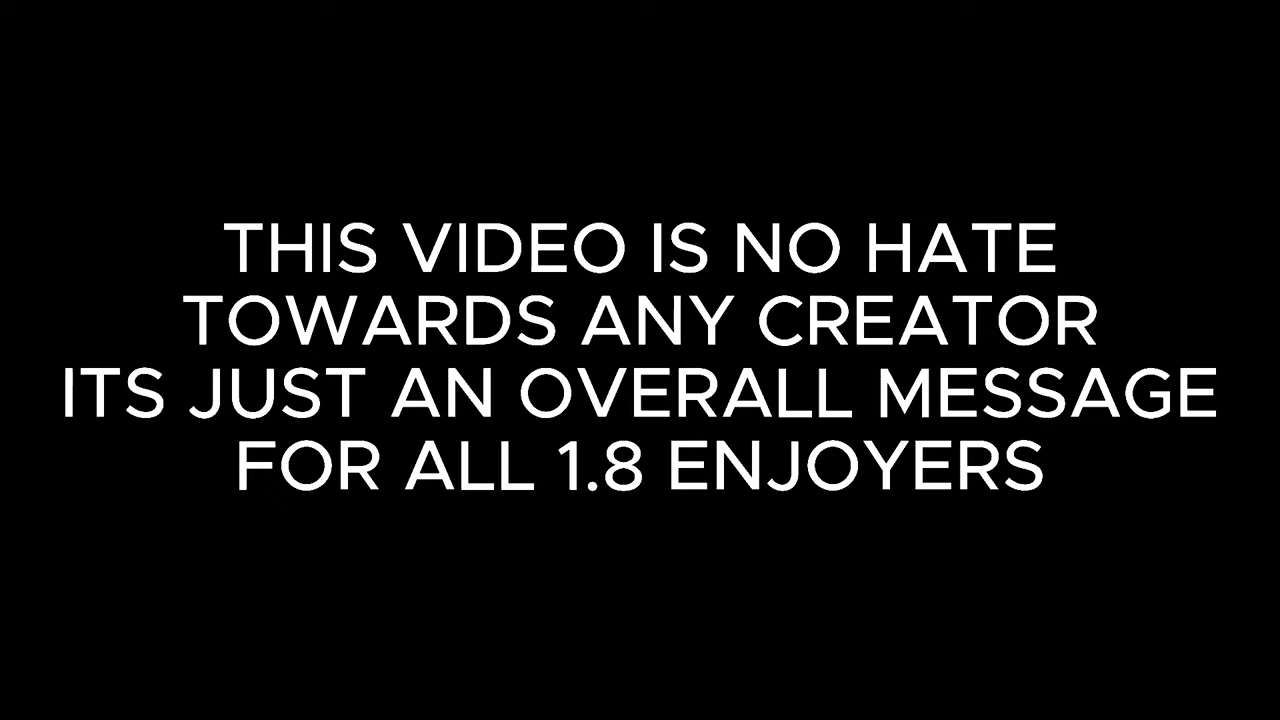 THIS VIDEO IS NO HATE
TOWARDS ANY CREATOR
ITS JUST AN OVERALL MESSAGE
FOR ALL 1.8 ENJOYERS